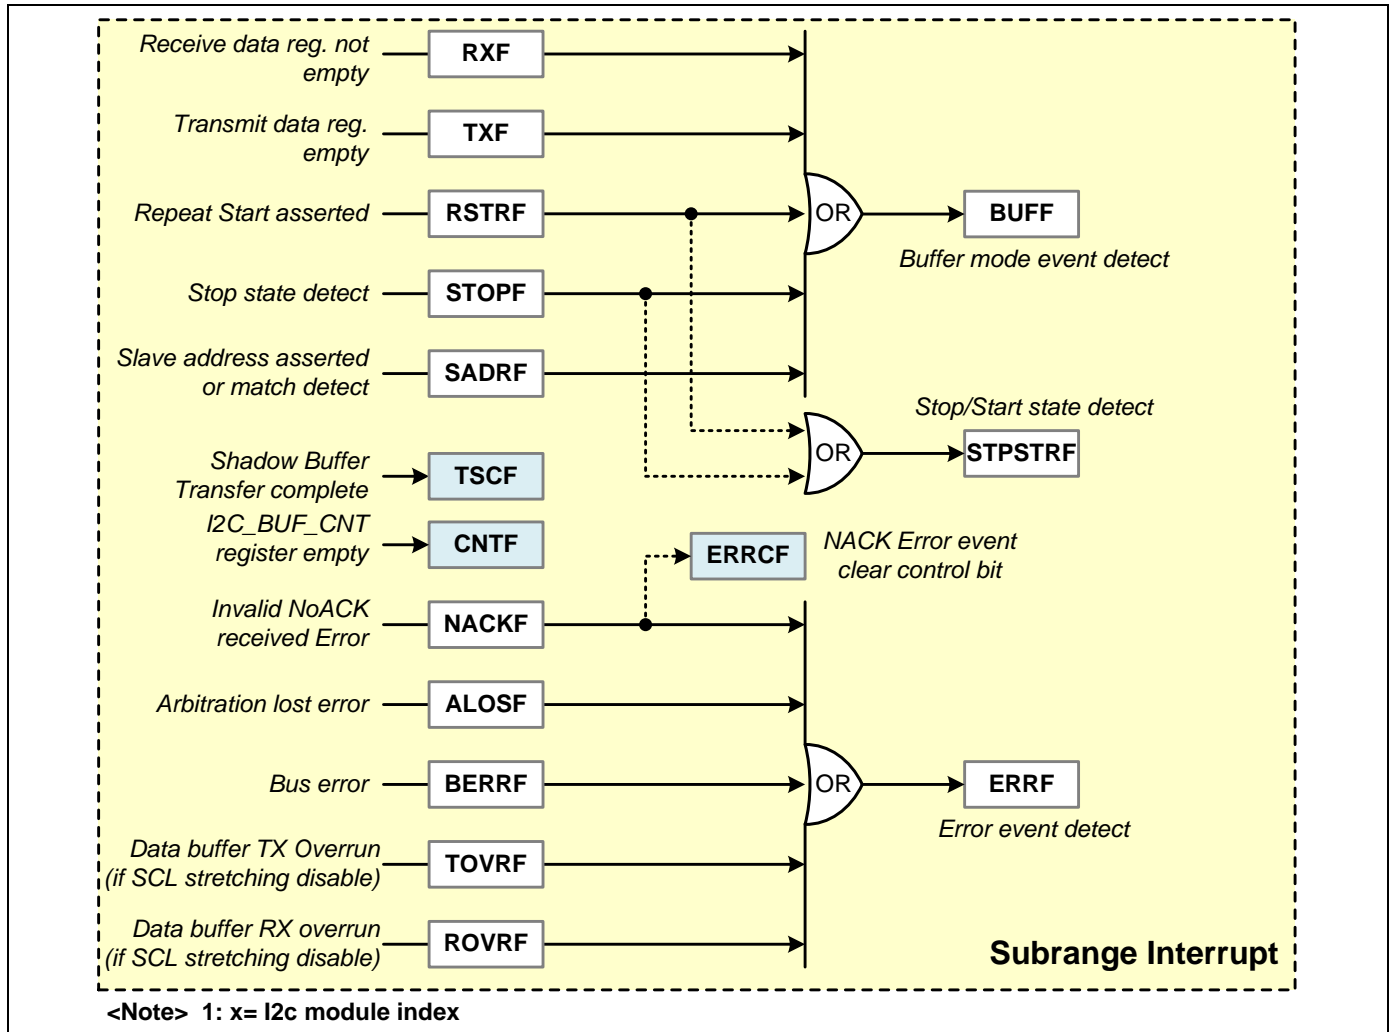 Receive data reg. not
empty
RXF
Transmit data reg.
empty
TXF
Repeat Start asserted
RSTRF
OR
BUFF
Buffer mode event detect
Stop state detect
STOPF
Slave address asserted
or match detect
SADRF
Stop/Start state detect
OR
STPSTRF
Shadow Buffer
Transfer complete
TSCF
I2C_BUF_CNT
register empty
CNTF
ERRCF
NACK Error event
clear control bit
Invalid NoACK
received Error
NACKF
Arbitration lost error
ALOSF
Bus error
BERRF
OR
ERRF
Error event detect
Data buffer TX Overrun
(if SCL stretching disable)
TOVRF
Data buffer RX overrun
(if SCL stretching disable)
ROVRF
Subrange Interrupt
<Note> 1: x= I2c module index